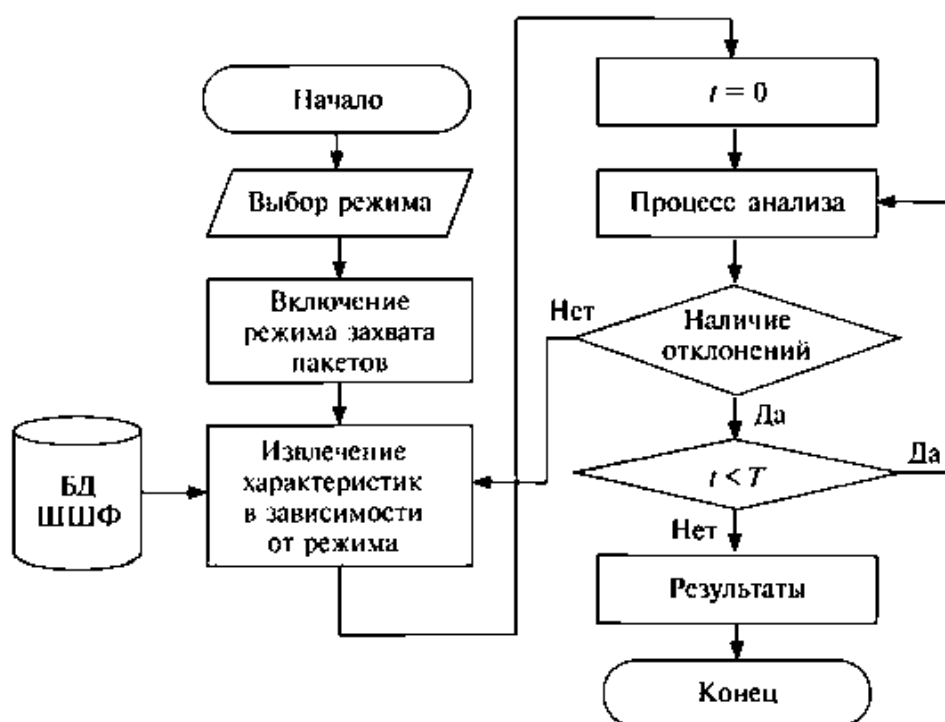 Начало
Выбор режима
Включение
режима захвата
пакетов
БД
ШШФ
Извлечение
характеристик
в зависимости
от режима
t = 0
Процесс анализа
Нет
Наличие
отклонений
Да
t < T
Да
Нет
Результаты
Конец